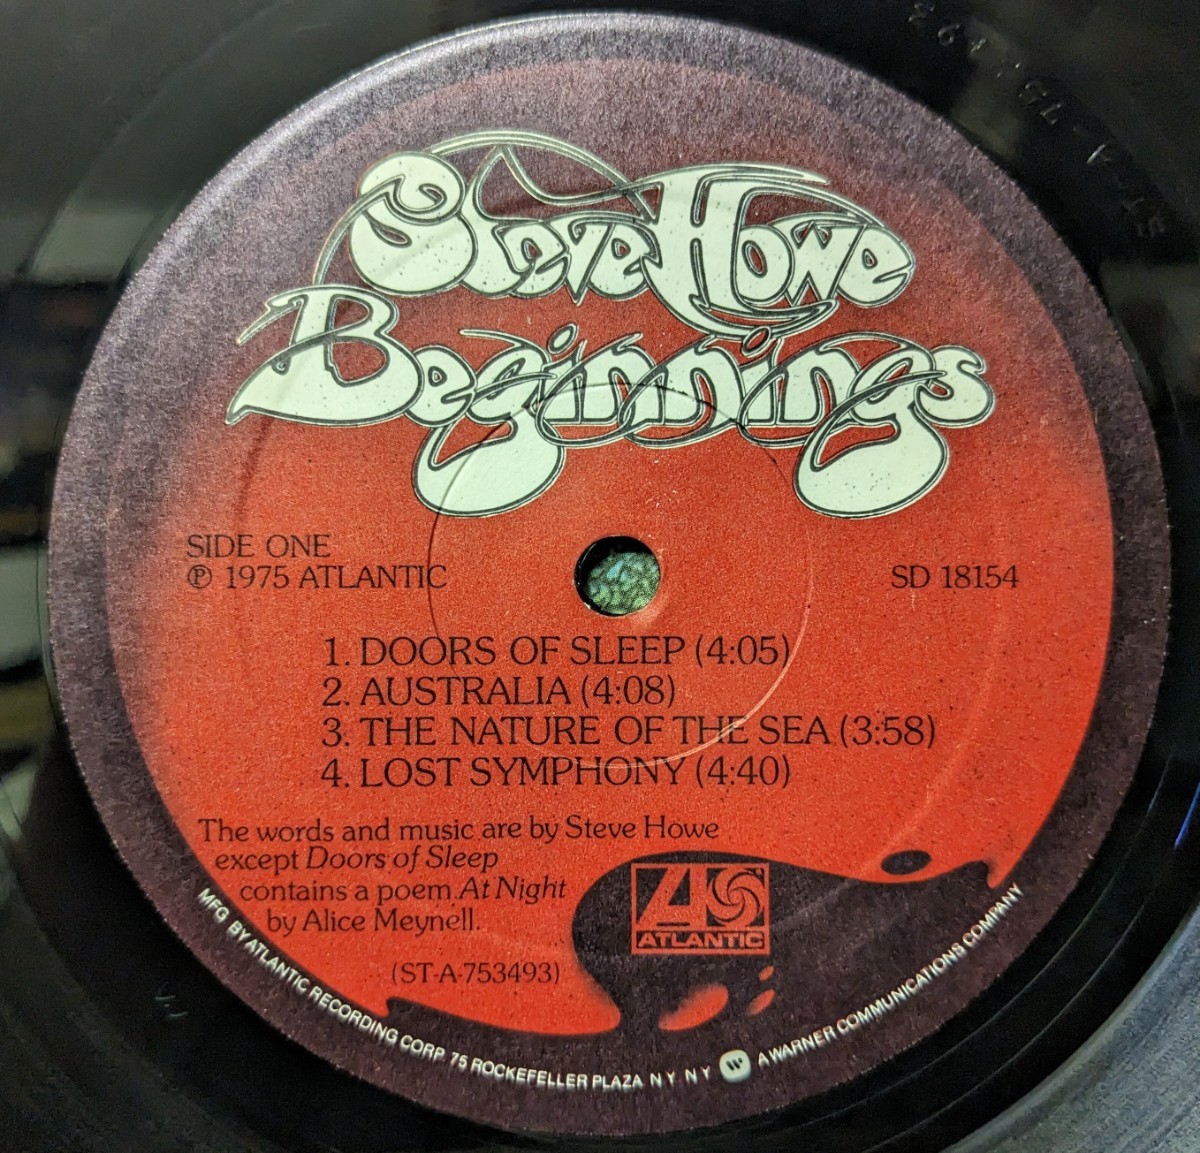 Steve Howe
Beginnings
SIDE ONE
℗ 1975 ATLANTIC
SD 18154
1. DOORS OF SLEEP (4:05)
2. AUSTRALIA (4:08)
3. THE NATURE OF THE SEA (3:58)
4. LOST SYMPHONY (4:40)
The words and music are by Steve Howe
except Doors of Sleep
contains a poem At Night
by Alice Meynell.
(ST-A-753493)
ATLANTIC
MFG BY ATLANTIC RECORDING CORP. 75 ROCKEFELLER PLAZA N Y N Y A WARNER COMMUNICATIONS COMPANY